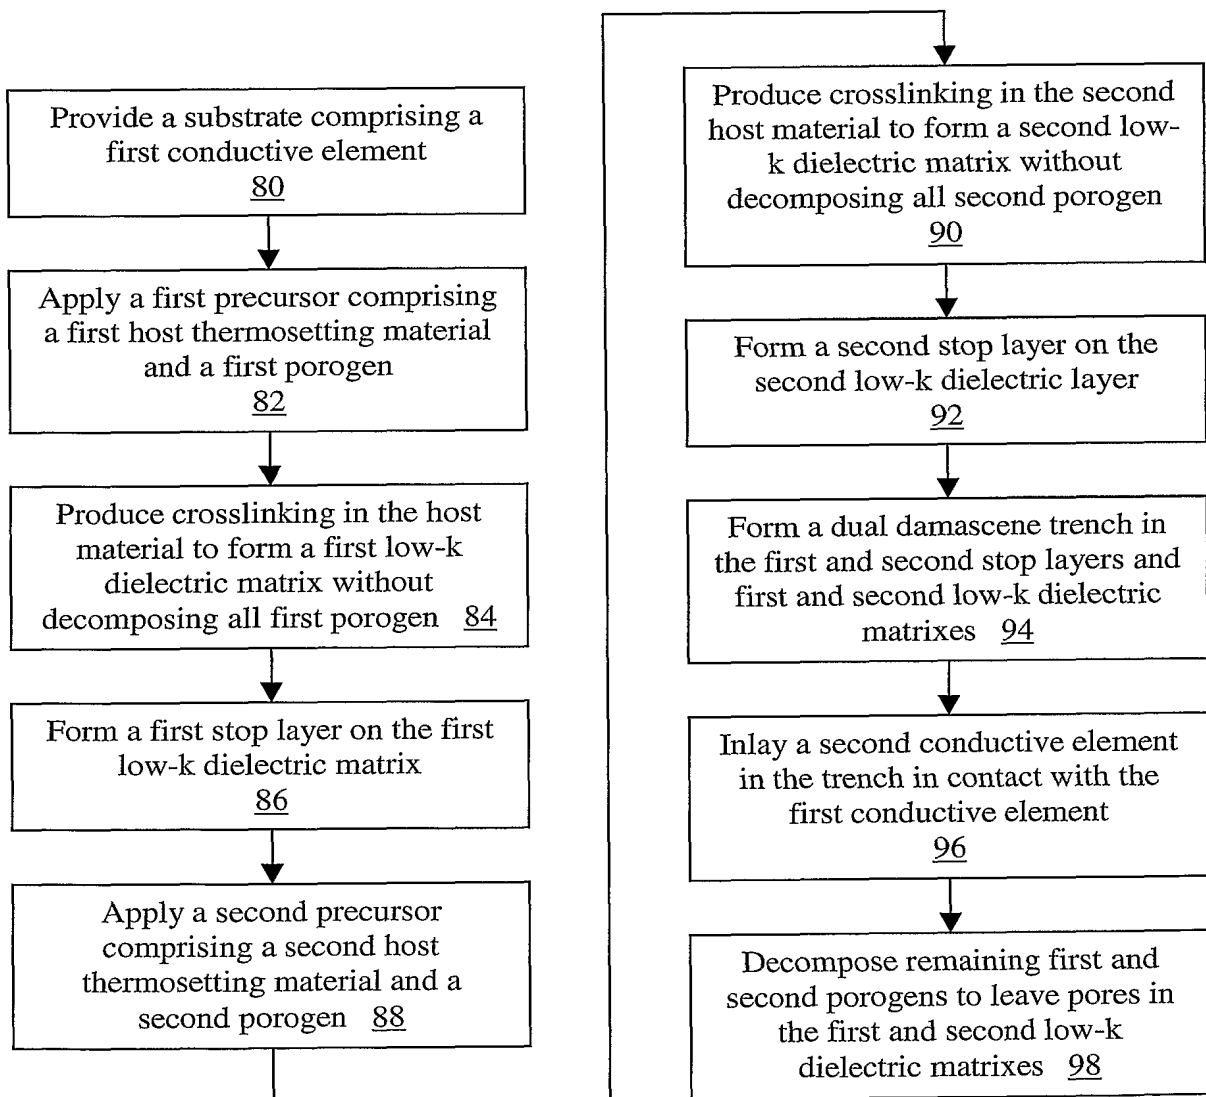 Provide a substrate comprising a
first conductive element
80
Apply a first precursor comprising
a first host thermosetting material
and a first porogen
82
Produce crosslinking in the host
material to form a first low-k
dielectric matrix without
decomposing all first porogen 84
Form a first stop layer on the first
low-k dielectric matrix
86
Apply a second precursor
comprising a second host
thermosetting material and a
second porogen 88
Produce crosslinking in the second
host material to form a second low-
k dielectric matrix without
decomposing all second porogen
90
Form a second stop layer on the
second low-k dielectric layer
92
Form a dual damascene trench in
the first and second stop layers and
first and second low-k dielectric
matrixes 94
Inlay a second conductive element
in the trench in contact with the
first conductive element
96
Decompose remaining first and
second porogens to leave pores in
the first and second low-k
dielectric matrixes 98